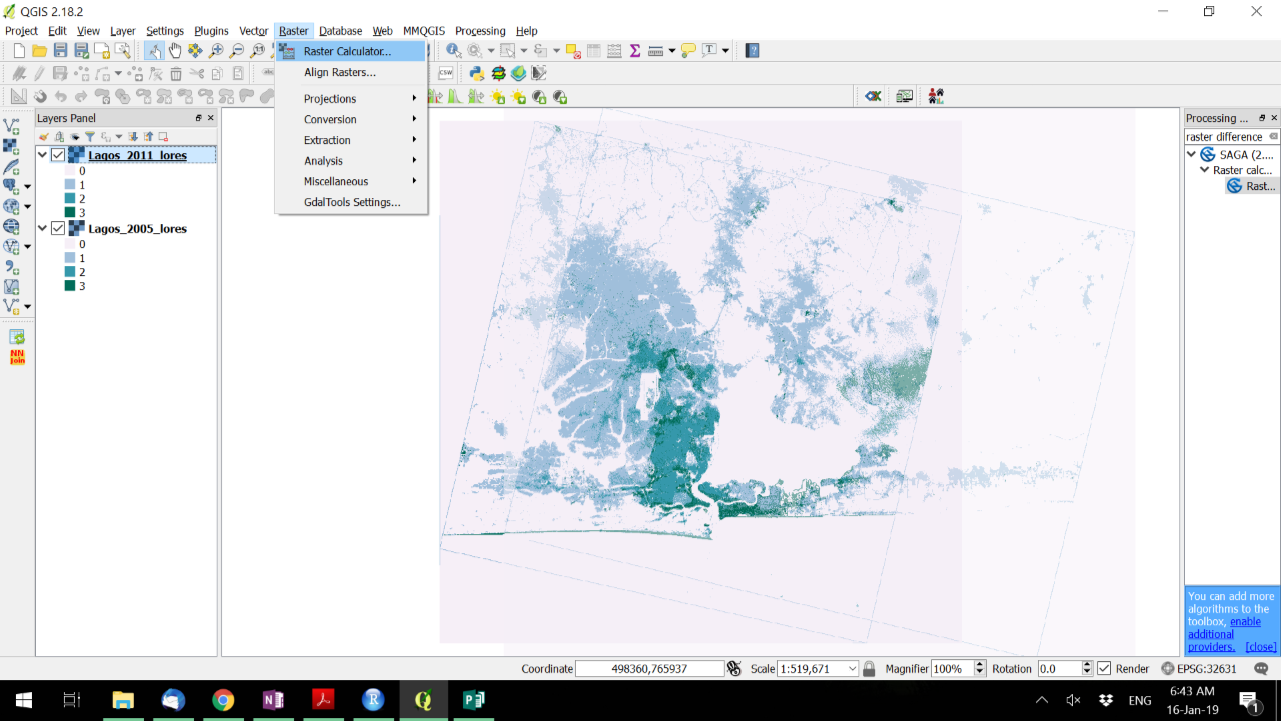 QGIS 2.18.2
Project Edit View Layer Settings Plugins Vector Raster Database Web MMQGIS Processing Help
Raster Calculator...
Align Rasters...
Projections
Conversion
Extraction
Analysis
Miscellaneous
GdalTools Settings...
CSW
Layers Panel
Lagos_2011_lores
0
1
2
3
Lagos_2005_lores
0
1
2
3
NN
Join
Processing ...
raster difference
SAGA (2....
Raster calc...
Rast...
You can add more
algorithms to the
toolbox, enable
additional
providers. [close]
Coordinate 498360,765937 Scale 1:519,671 Magnifier 100% Rotation 0.0 Render EPSG:32631
ENG
6:43 AM
16-Jan-19
1